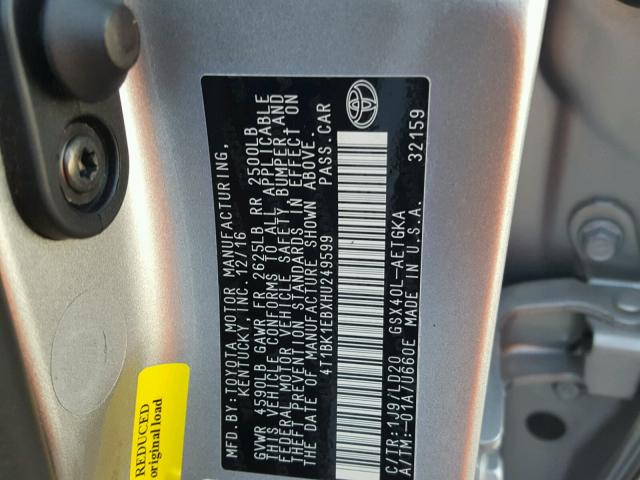 MFD.BY:TOYOTA MOTOR MANUFACTURING,
KENTUCKY, INC. 12/16
GVWR 4590LB GAWR FR 2625LB RR 2500LB
THIS VEHICLE CONFORMS TO ALL APPLICABLE
FEDERAL MOTOR VEHICLE SAFETY, BUMPER, AND
THEFT PREVENTION STANDARDS IN EFFECT ON
THE DATE OF MANUFACTURE SHOWN ABOVE.
4T1BK1EBXHU249599 PASS.CAR
C/TR:1J9/LD20 GSX40L-AETGKA
A/TM:-01A/U660E MADE IN U.S.A.
32159
REDUCED
original load